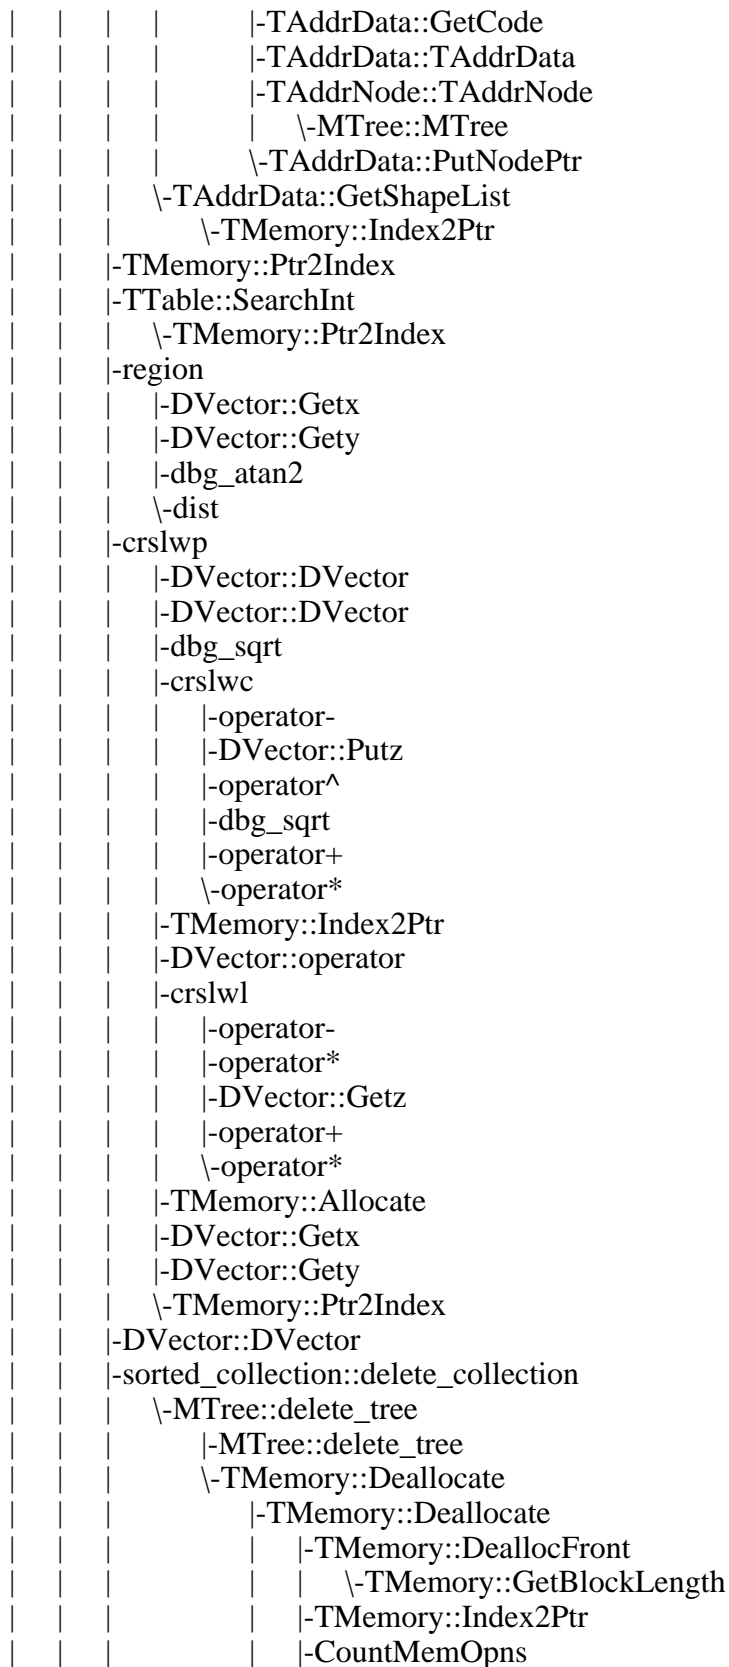 |   |   |   |       |-TAddrData::GetCode
|   |   |   |       |-TAddrData::TAddrData
|   |   |   |       |-TAddrNode::TAddrNode
|   |   |   |       |   \-MTree::MTree
|   |   |   |       \-TAddrData::PutNodePtr
|   |   |   \-TAddrData::GetShapeList
|   |   |       \-TMemory::Index2Ptr
|   |   |-TMemory::Ptr2Index
|   |   |-TTable::SearchInt
|   |   |   \-TMemory::Ptr2Index
|   |   |-region
|   |   |   |-DVector::Getx
|   |   |   |-DVector::Gety
|   |   |   |-dbg_atan2
|   |   |   \-dist
|   |   |-crslwp
|   |   |   |-DVector::DVector
|   |   |   |-DVector::DVector
|   |   |   |-dbg_sqrt
|   |   |   |-crslwc
|   |   |   |   |-operator-
|   |   |   |   |-DVector::Putz
|   |   |   |   |-operator^
|   |   |   |   |-dbg_sqrt
|   |   |   |   |-operator+
|   |   |   |   \-operator*
|   |   |   |-TMemory::Index2Ptr
|   |   |   |-DVector::operator
|   |   |   |-crslwl
|   |   |   |   |-operator-
|   |   |   |   |-operator*
|   |   |   |   |-DVector::Getz
|   |   |   |   |-operator+
|   |   |   |   \-operator*
|   |   |   |-TMemory::Allocate
|   |   |   |-DVector::Getx
|   |   |   |-DVector::Gety
|   |   |   \-TMemory::Ptr2Index
|   |   |-DVector::DVector
|   |   |-sorted_collection::delete_collection
|   |   |   \-MTree::delete_tree
|   |   |       |-MTree::delete_tree
|   |   |       \-TMemory::Deallocate
|   |   |           |-TMemory::Deallocate
|   |   |           |   |-TMemory::DeallocFront
|   |   |           |   |   \-TMemory::GetBlockLength
|   |   |           |   |-TMemory::Index2Ptr
|   |   |           |   |-CountMemOpns